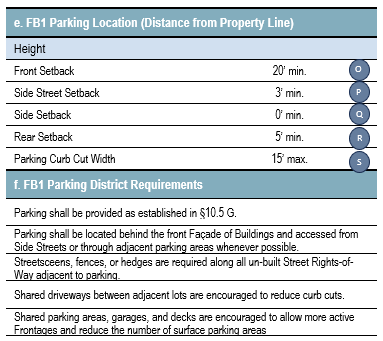 e. FB1 Parking Location (Distance from Property Line)
Height
Front Setback 20' min. O
Side Street Setback 3' min. P
Side Setback 0' min. Q
Rear Setback 5' min. R
Parking Curb Cut Width 15' max. S
f. FB1 Parking District Requirements
Parking shall be provided as established in §10.5 G.
Parking shall be located behind the front Façade of Buildings and accessed from
Side Streets or through adjacent parking areas whenever possible.
Streetsceens, fences, or hedges are required along all un-built Street Rights-of-
Way adjacent to parking.
Shared driveways between adjacent lots are encouraged to reduce curb cuts.
Shared parking areas, garages, and decks are encouraged to allow more active
Frontages and reduce the number of surface parking areas